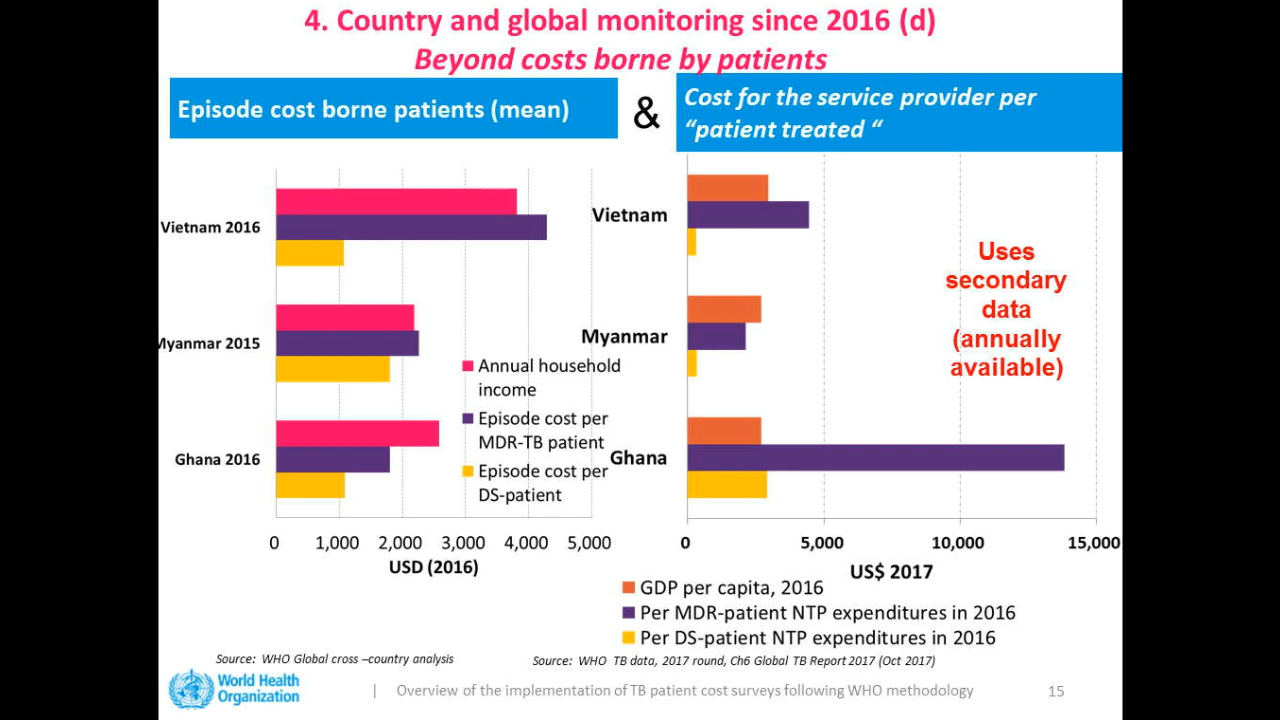 4. Country and global monitoring since 2016 (d)
Beyond costs borne by patients
Episode cost borne patients (mean)
&
Cost for the service provider per
“patient treated “
Vietnam 2016
Myanmar 2015
Ghana 2016
Annual household
income
Episode cost per
MDR-TB patient
Episode cost per
DS-patient
0 1,000 2,000 3,000 4,000 5,000
USD (2016)
Vietnam
Myanmar
Ghana
Uses
secondary
data
(annually
available)
0 5,000 10,000 15,000
US$ 2017
GDP per capita, 2016
Per MDR-patient NTP expenditures in 2016
Per DS-patient NTP expenditures in 2016
Source: WHO Global cross –country analysis
Source: WHO TB data, 2017 round, Ch6 Global TB Report 2017 (Oct 2017)
World Health
Organization
| Overview of the implementation of TB patient cost surveys following WHO methodology
15